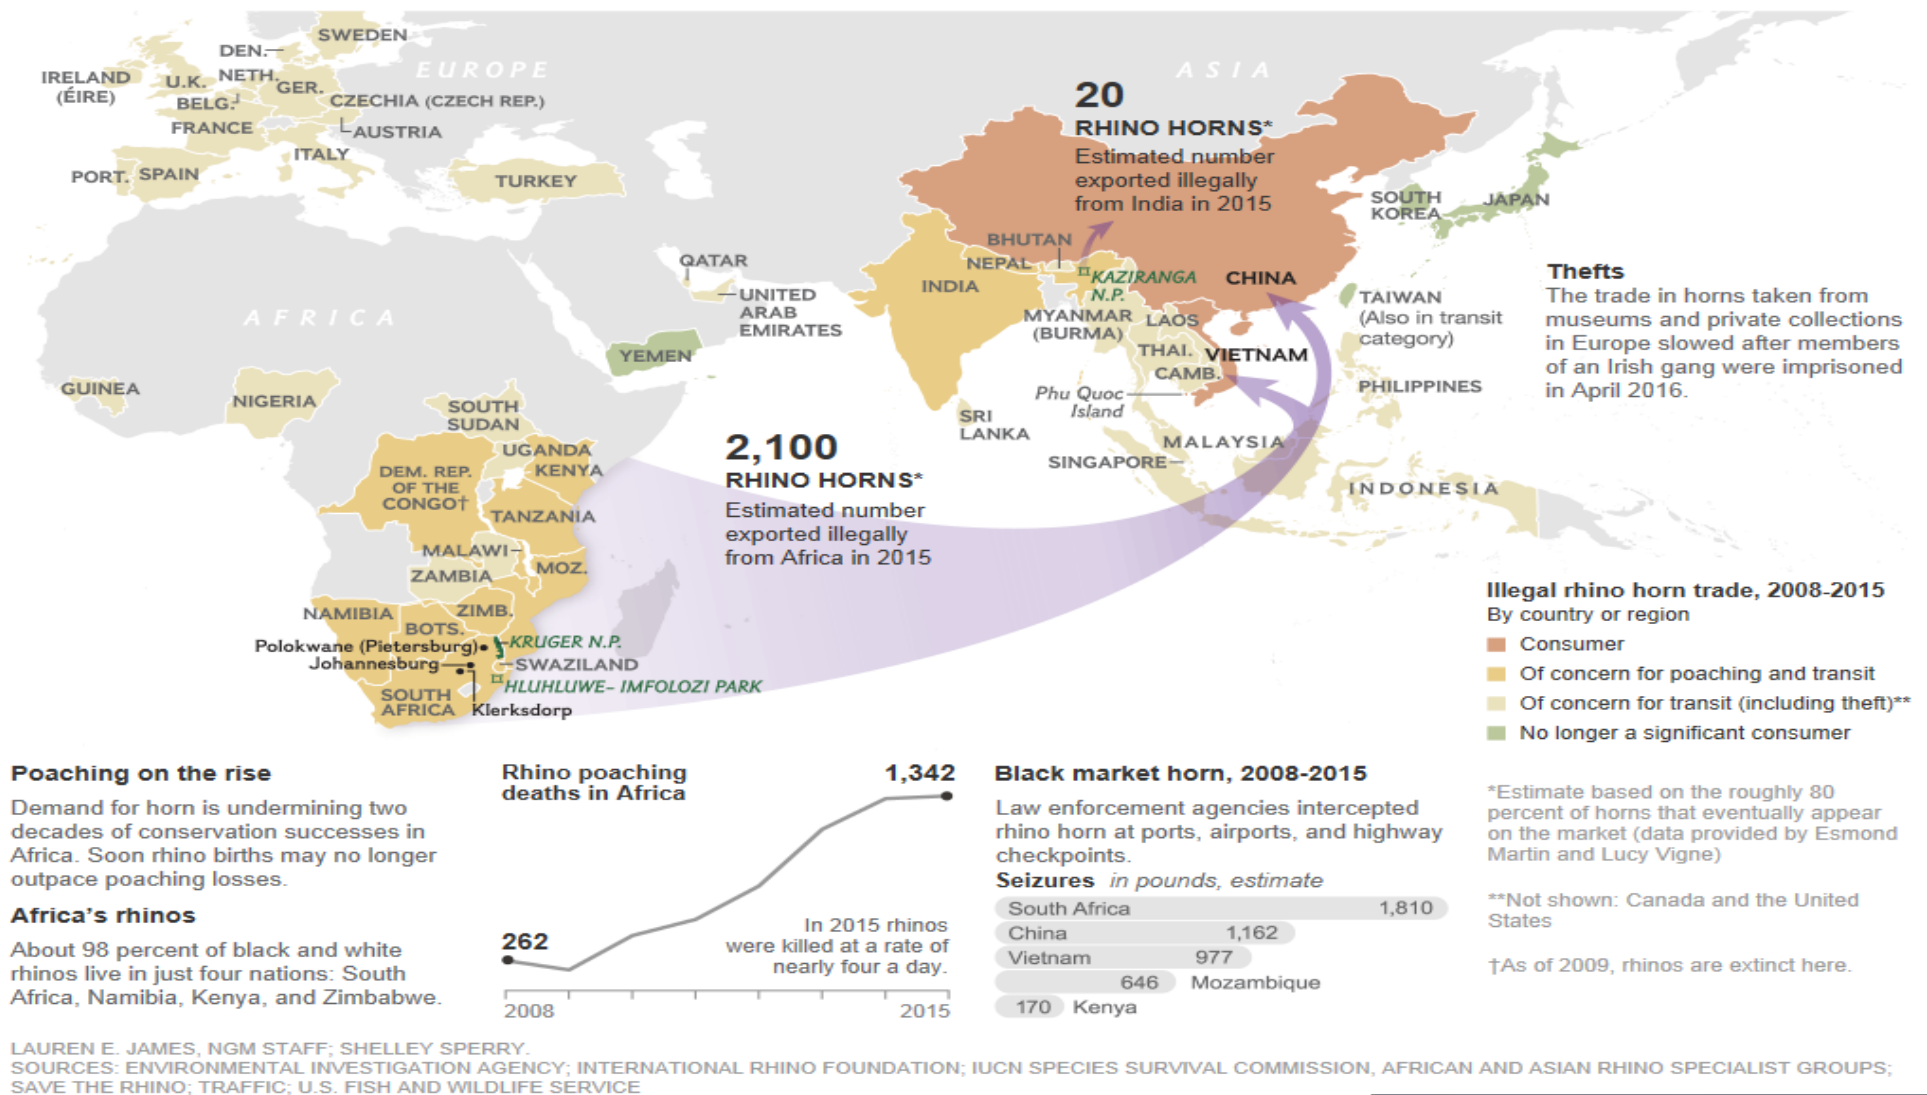 SWEDEN
DEN.
EUROPE
ASIA
IRELAND
(ÉIRE)
U.K.
NETH.
GER.
BELG.
CZECHIA (CZECH REP.)
FRANCE
AUSTRIA
ITALY
PORT.
SPAIN
TURKEY
20
RHINO HORNS*
Estimated number
exported illegally
from India in 2015
SOUTH
KOREA
JAPAN
BHUTAN
NEPAL
QATAR
INDIA
KAZIRANGA
N.P.
CHINA
UNITED
ARAB
EMIRATES
AFRICA
MYANMAR
(BURMA)
LAOS
TAIWAN
(Also in transit
category)
YEMEN
THAI.
VIETNAM
CAMB.
Thefts
The trade in horns taken from
museums and private collections
in Europe slowed after members
of an Irish gang were imprisoned
in April 2016.
GUINEA
NIGERIA
SOUTH
SUDAN
Phu Quoc
Island
PHILIPPINES
SRI
LANKA
MALAYSIA
SINGAPORE
INDONESIA
UGANDA
KENYA
DEM. REP.
OF THE
CONGO†
TANZANIA
2,100
RHINO HORNS*
Estimated number
exported illegally
from Africa in 2015
MALAWI
ZAMBIA
MOZ.
NAMIBIA
ZIMB.
BOTS.
Polokwane (Pietersburg)
KRUGER N.P.
Johannesburg
SWAZILAND
HLUHLUWE- IMFOLOZI PARK
SOUTH
AFRICA
Klerksdorp
Illegal rhino horn trade, 2008-2015
By country or region
Consumer
Of concern for poaching and transit
Of concern for transit (including theft)**
No longer a significant consumer
Poaching on the rise
Demand for horn is undermining two
decades of conservation successes in
Africa. Soon rhino births may no longer
outpace poaching losses.
Africa's rhinos
About 98 percent of black and white
rhinos live in just four nations: South
Africa, Namibia, Kenya, and Zimbabwe.
Rhino poaching
deaths in Africa
1,342
262
In 2015 rhinos
were killed at a rate of
nearly four a day.
2008
2015
Black market horn, 2008-2015
Law enforcement agencies intercepted
rhino horn at ports, airports, and highway
checkpoints.
Seizures in pounds, estimate
South Africa 1,810
China 1,162
Vietnam 977
646 Mozambique
170 Kenya
*Estimate based on the roughly 80
percent of horns that eventually appear
on the market (data provided by Esmond
Martin and Lucy Vigne)
**Not shown: Canada and the United
States
†As of 2009, rhinos are extinct here.
LAUREN E. JAMES, NGM STAFF; SHELLEY SPERRY.
SOURCES: ENVIRONMENTAL INVESTIGATION AGENCY; INTERNATIONAL RHINO FOUNDATION; IUCN SPECIES SURVIVAL COMMISSION, AFRICAN AND ASIAN RHINO SPECIALIST GROUPS;
SAVE THE RHINO; TRAFFIC; U.S. FISH AND WILDLIFE SERVICE